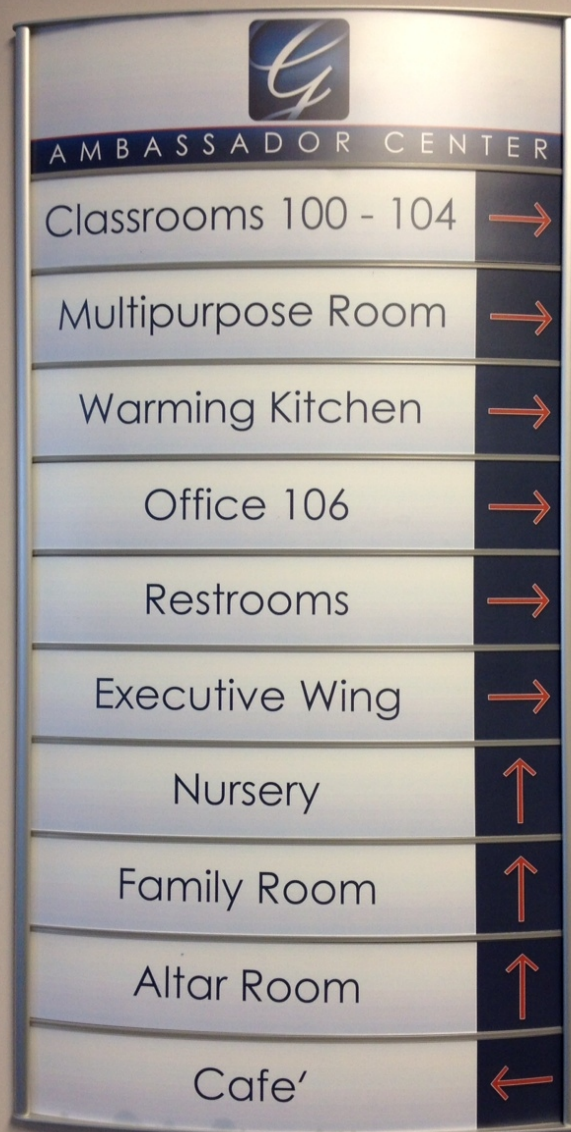 G
AMBASSADOR CENTER
Classrooms 100 - 104
Multipurpose Room
Warming Kitchen
Office 106
Restrooms
Executive Wing
Nursery
Family Room
Altar Room
Cafe′